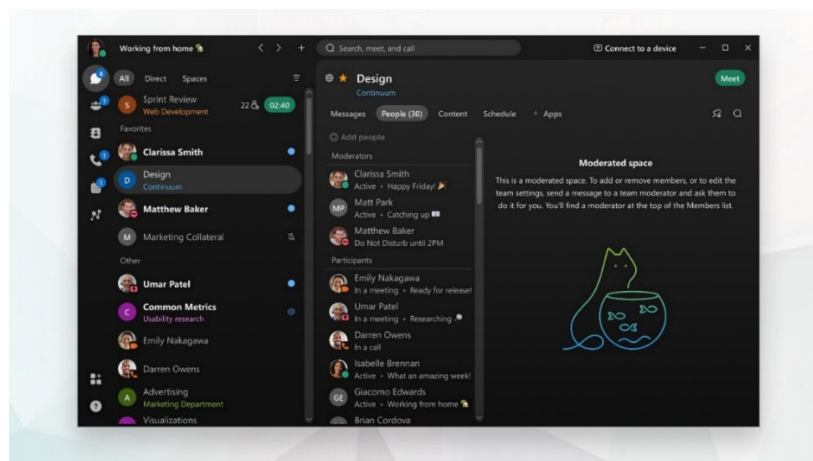 Working from home
Search, meet, and call
Connect to a device
All Direct Spaces
S
Sprint Review
Web Development
22
02:40
Favorites
Clarissa Smith
D
Design
Continuum
Matthew Baker
M
Marketing Collateral
Other
Umar Patel
C
Common Metrics
Usability research
Emily Nakagawa
Darren Owens
A
Advertising
Marketing Department
Visualizations
Design
Continuum
Meet
Messages People (30) Content Schedule + Apps
Add people
Moderators
Clarissa Smith
Active • Happy Friday!
MP
Matt Park
Active • Catching up
Matthew Baker
Do Not Disturb until 2PM
Participants
Emily Nakagawa
In a meeting • Ready for release!
Umar Patel
In a meeting • Researching
Darren Owens
In a call
Isabelle Brennan
Active • What an amazing week!
GE
Giacomo Edwards
Active • Working from home
Brian Cordova
Moderated space
This is a moderated space. To add or remove members, or to edit the
team settings, send a message to a team moderator and ask them to
do it for you. You'll find a moderator at the top of the Members list.